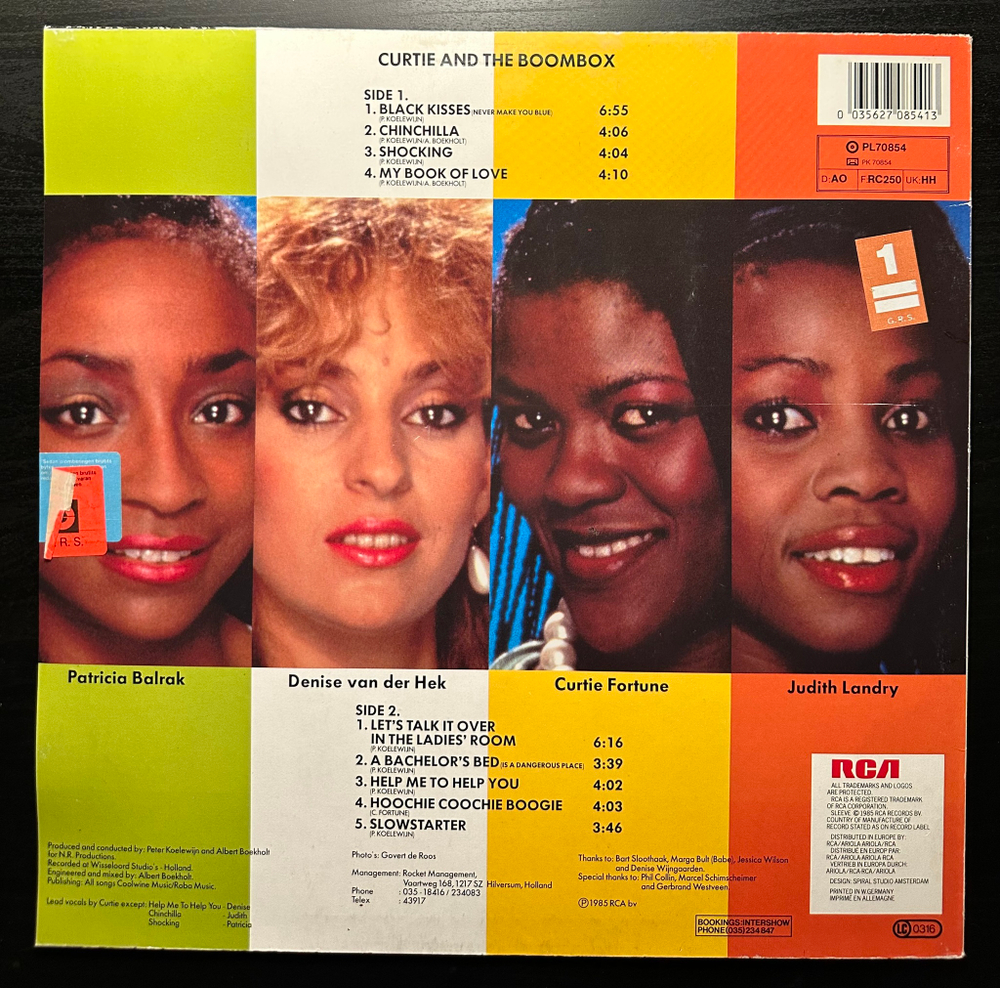 CURTIE AND THE BOOMBOX
SIDE 1.
1. BLACK KISSES (NEVER MAKE YOU BLUE) 6:55
(P. KOELEWIJN)
2. CHINCHILLA 4:06
(P. KOELEWIJN/A. BOEKHOLT)
3. SHOCKING 4:04
(P. KOELEWIJN)
4. MY BOOK OF LOVE 4:10
(P. KOELEWIJN/A. BOEKHOLT)
0 035627 085413
PL70854
PK 70854
D:AO F:RC250 UK:HH
1
G.R.S.
R. S.
Patricia Balrak
Denise van der Hek
Curtie Fortune
Judith Landry
SIDE 2.
1. LET'S TALK IT OVER
IN THE LADIES' ROOM 6:16
(P. KOELEWIJN)
2. A BACHELOR'S BED (IS A DANGEROUS PLACE) 3:39
(P. KOELEWIJN)
3. HELP ME TO HELP YOU 4:02
(P. KOELEWIJN)
4. HOOCHIE COOCHIE BOOGIE 4:03
(C. FORTUNE)
5. SLOWSTARTER 3:46
(P. KOELEWIJN)
Produced and conducted by: Peter Koelewijn and Albert Boekholt
for N.R. Productions.
Recorded at Wisseloord Studio's - Holland.
Engineered and mixed by: Albert Boekholt.
Publishing: All songs Coolwine Music/Rabo Music.
Lead vocals by Curtie except: Help Me To Help You - Denise
Chinchilla - Judith
Shocking - Patricia
Photo's: Govert de Roos
Management: Rocket Management,
Vaartweg 168, 1217 SZ Hilversum, Holland
Phone : 035 - 18416 / 234083
Telex : 43917
Thanks to: Bart Sloothaak, Marga Bult (Babe), Jessica Wilson
and Denise Wijngaarden.
Special thanks to: Phil Collin, Marcel Schimscheimer
and Gerbrand Westveen
Ⓟ1985 RCA bv
BOOKINGS: INTERSHOW
PHONE (035) 234847
RCA
ALL TRADEMARKS AND LOGOS
ARE PROTECTED.
RCA IS A REGISTERED TRADEMARK
OF RCA CORPORATION.
SLEEVE © 1985 RCA RECORDS BV.
COUNTRY OF MANUFACTURE OF
RECORD STATED AS ON RECORD LABEL
DISTRIBUTED IN EUROPE BY:
RCA/ARIOLA-ARIOLA/RCA
DISTRIBUÉ EN EUROPE PAR:
RCA/ARIOLA-ARIOLA RCA
VERTRIEB IN EUROPA DURCH:
ARIOLA/RCA-RCA/ARIOLA
DESIGN: SPIRAL STUDIO AMSTERDAM
PRINTED IN W.GERMANY
IMPRIMÉ EN ALLEMAGNE
LC 0316